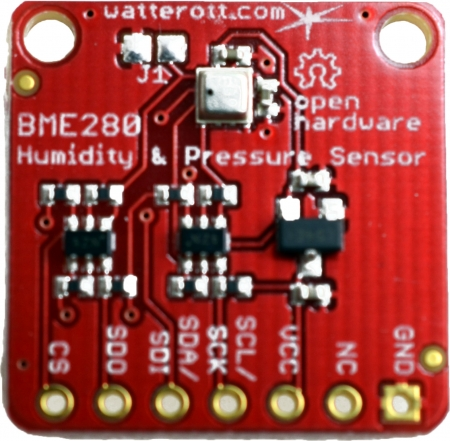 watterott.com
J1
open
hardware
BME280
Humidity & Pressure Sensor
CS
SDO
SDA/
SDI
SCL/
SCK
VCC
NC
GND